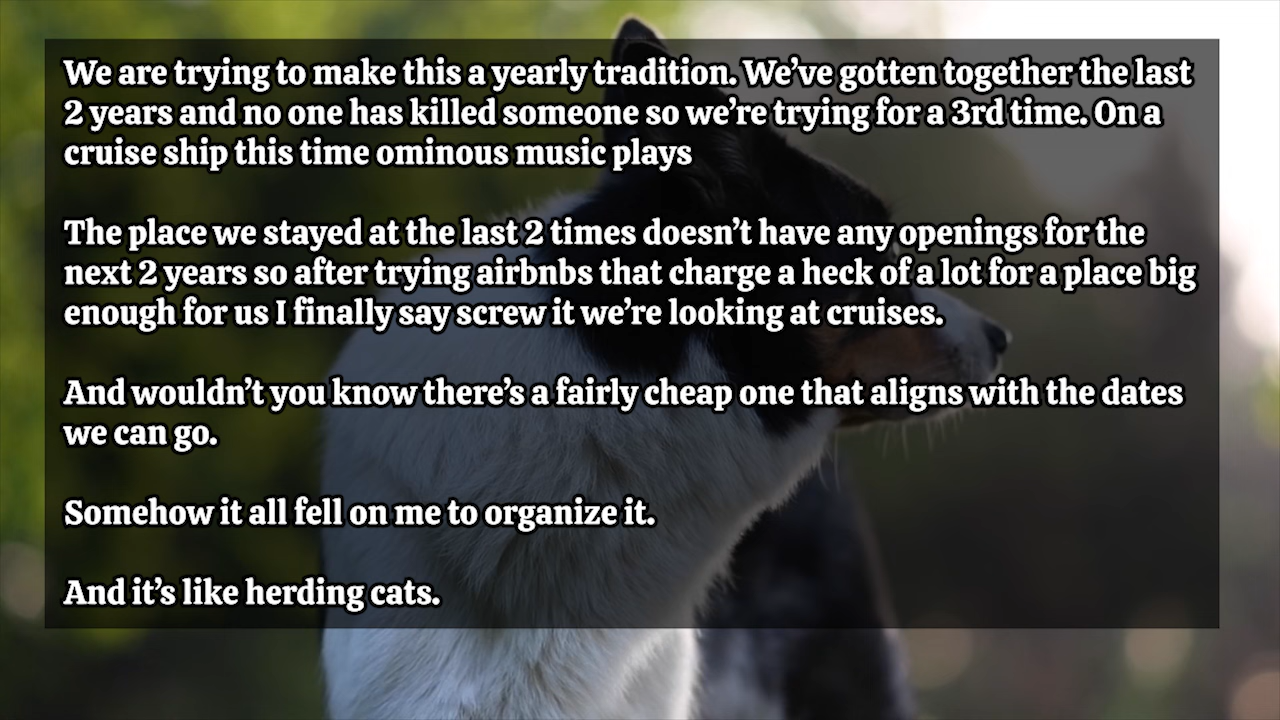 We are trying to make this a yearly tradition. We’ve gotten together the last
2 years and no one has killed someone so we’re trying for a 3rd time. On a
cruise ship this time ominous music plays
The place we stayed at the last 2 times doesn’t have any openings for the
next 2 years so after trying airbnbs that charge a heck of a lot for a place big
enough for us I finally say screw it we’re looking at cruises.
And wouldn’t you know there’s a fairly cheap one that aligns with the dates
we can go.
Somehow it all fell on me to organize it.
And it’s like herding cats.